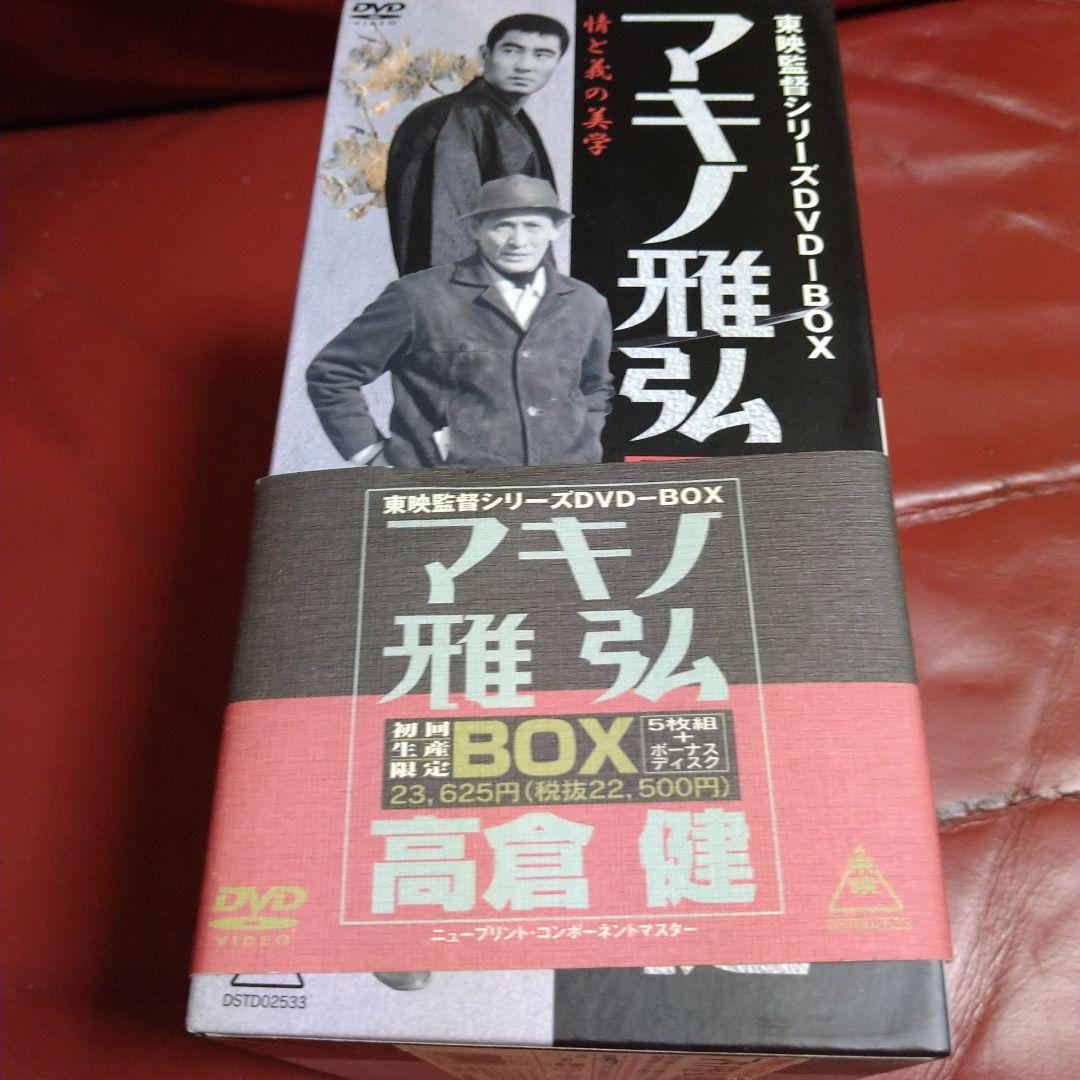 東映監督シリーズDVD-BOX
マキノ雅弘
情と義の美学
DVD
VIDEO
東映監督シリーズDVD-BOX
マキノ
雅弘
初回
生産
限定
BOX
5枚組
+
ボーナス
ディスク
23,625円(税抜22,500円)
高倉健
ニュープリント・コンポーネントマスター
DVD
VIDEO
東映
DSTD02533
DSTD02533